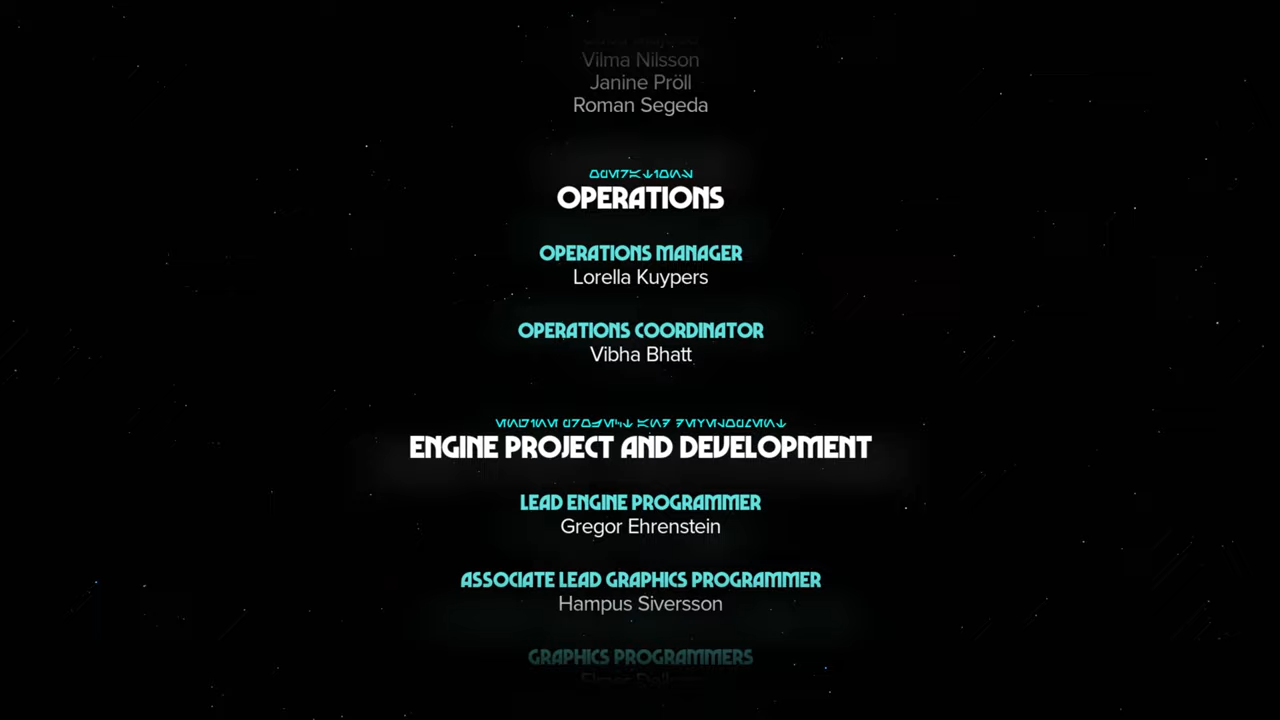 Vilma Nilsson
Janine Pröll
Roman Segeda
OPERATIONS
OPERATIONS MANAGER
Lorella Kuypers
OPERATIONS COORDINATOR
Vibha Bhatt
ENGINE PROJECT AND DEVELOPMENT
LEAD ENGINE PROGRAMMER
Gregor Ehrenstein
ASSOCIATE LEAD GRAPHICS PROGRAMMER
Hampus Siversson
GRAPHICS PROGRAMMERS